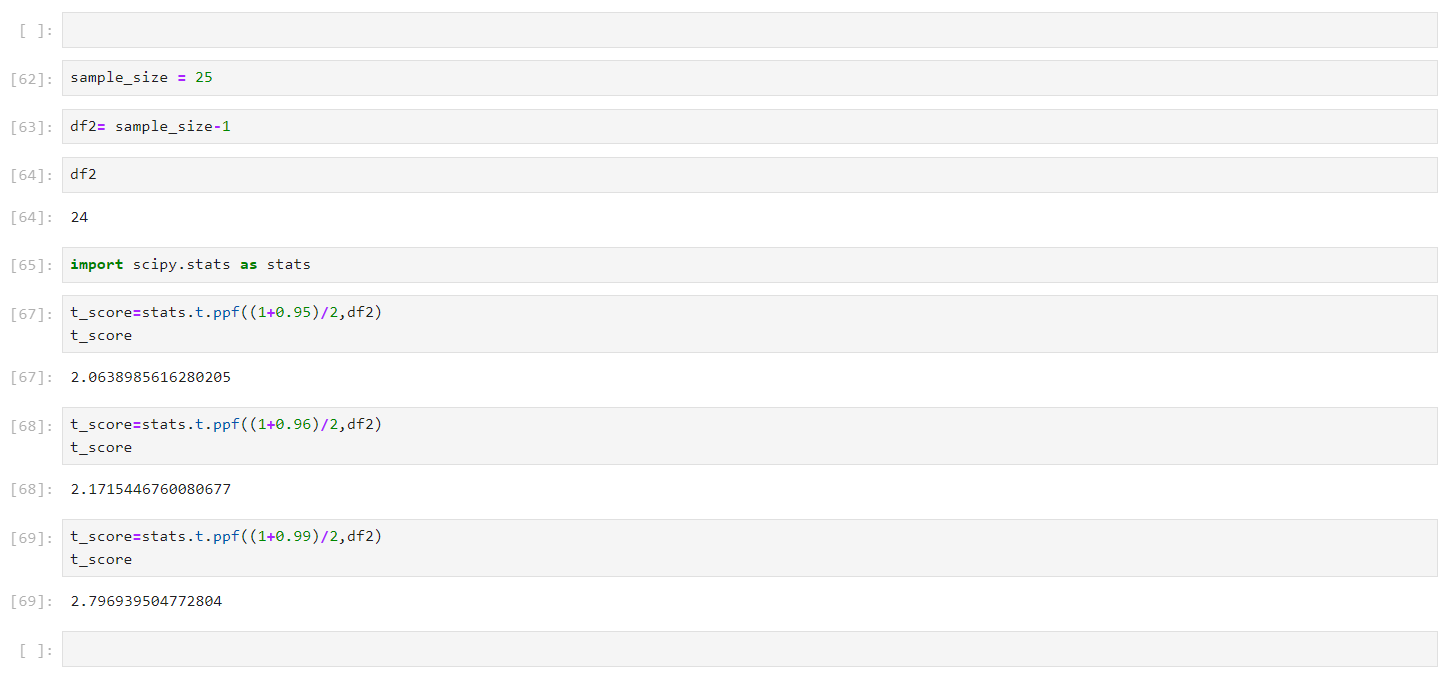 [ ]:
[62]: sample_size = 25
[63]: df2= sample_size-1
[64]: df2
[64]: 24
[65]: import scipy.stats as stats
[67]: t_score=stats.t.ppf((1+0.95)/2,df2)
t_score
[67]: 2.0638985616280205
[68]: t_score=stats.t.ppf((1+0.96)/2,df2)
t_score
[68]: 2.1715446760080677
[69]: t_score=stats.t.ppf((1+0.99)/2,df2)
t_score
[69]: 2.796939504772804
[ ]: